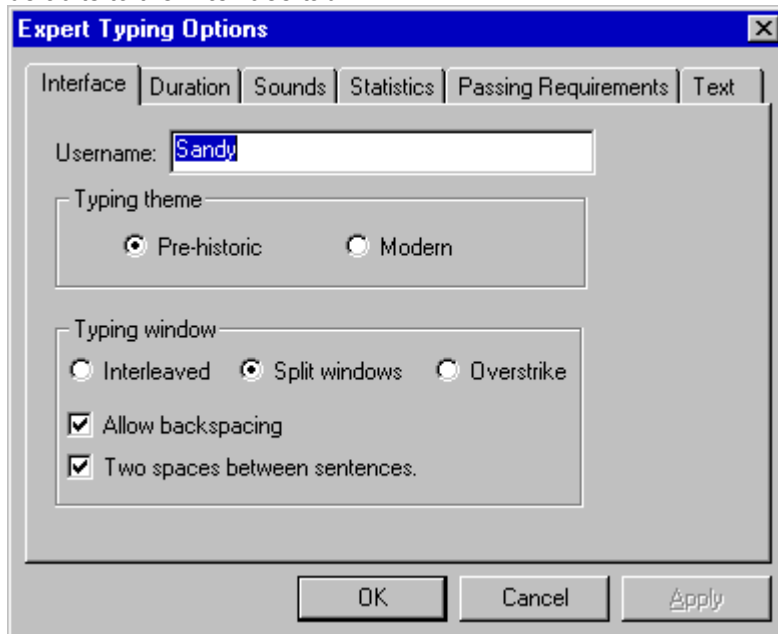 Expert Typing Options
Interface Duration Sounds Statistics Passing Requirements Text
Username: Sandy
Typing theme
Pre-historic Modern
Typing window
Interleaved Split windows Overstrike
Allow backspacing
Two spaces between sentences.
OK Cancel Apply